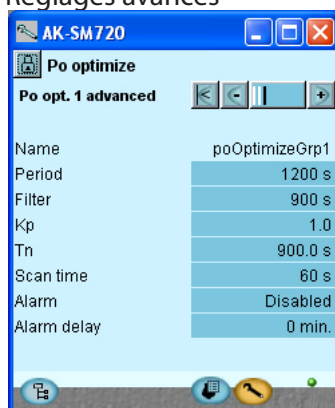 Réglages avancés
AK-SM720
Po optimize
Po opt. 1 advanced
Name poOptimizeGrp1
Period 1200 s
Filter 900 s
Kp 1.0
Tn 900.0 s
Scan time 60 s
Alarm Disabled
Alarm delay 0 min.